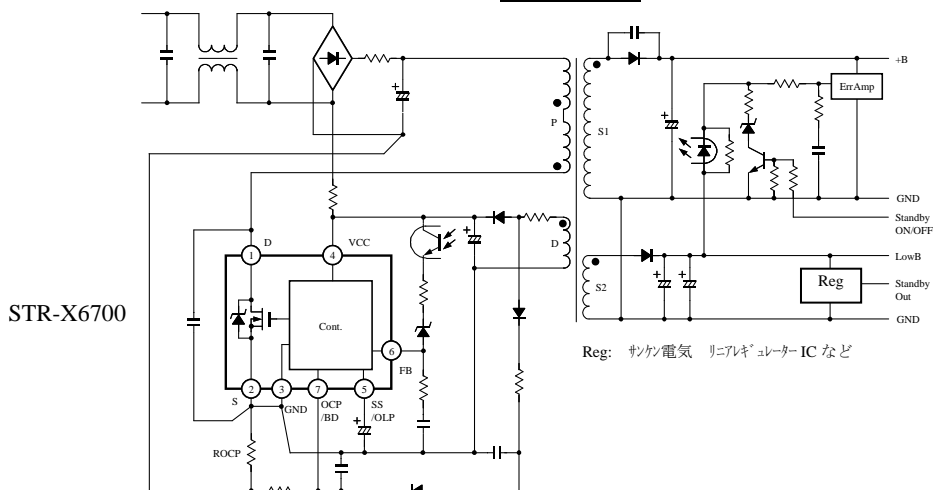 +B
ErrAmp
P
S1
GND
Standby
ON/OFF
D
VCC
D
1
4
LowB
S2
Reg
Standby
Out
STR-X6700
Cont.
GND
6
FB
Reg: サンケン電気 リニアレギュレーター IC など
2
3
7
5
S
GND
OCP
/BD
SS
/OLP
ROCP